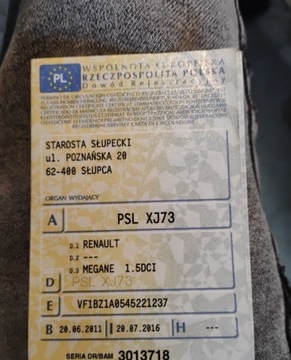 PL
WSPÓLNOTA EUROPEJSKA
RZECZPOSPOLITA POLSKA
Dowód Rejestracyjny
STAROSTA SŁUPECKI
ul. POZNAŃSKA 20
62-400 SŁUPCA
ORGAN WYDAJĄCY
A PSL XJ73
D.1 RENAULT
D.2 ---
D D.3 MEGANE 1.5DCI
PSL XJ73
E VF1BZ1A0545221237
B 20.06.2011 I 20.07.2016 H ---
SERIA DR/BAM 3013718